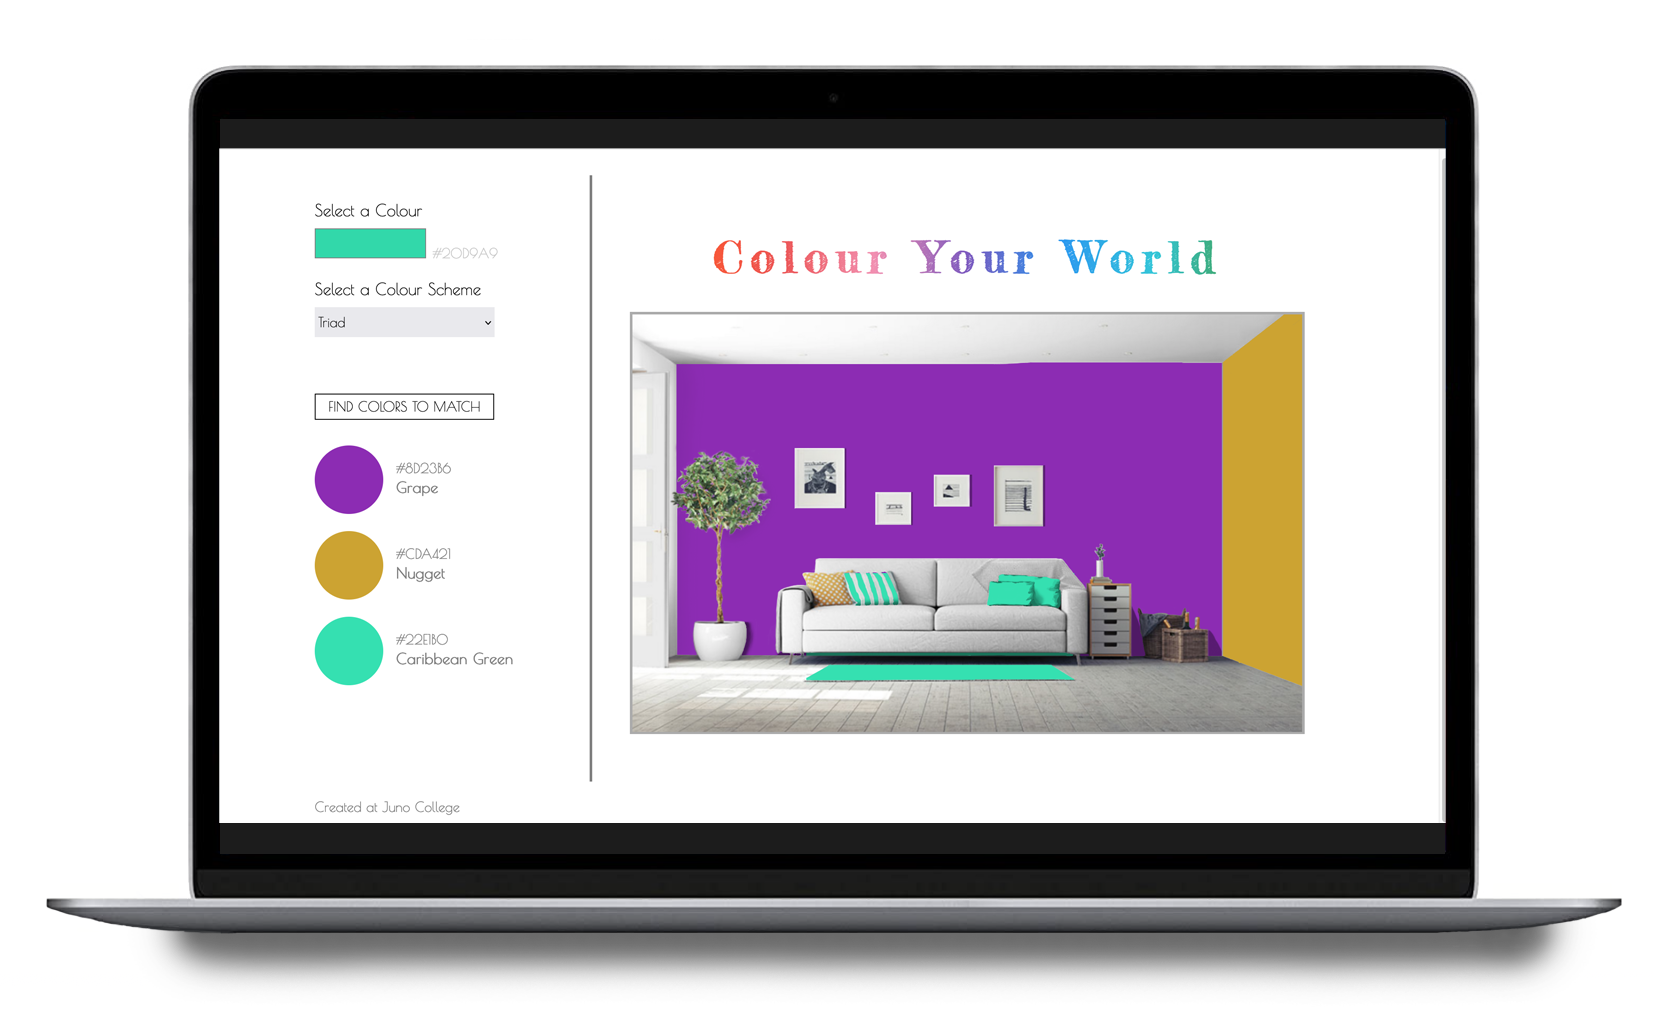 Select a Colour
#20D9A9
Select a Colour Scheme
Triad
FIND COLORS TO MATCH
#8D23B6
Grape
#CDA421
Nugget
#22E1B0
Caribbean Green
Created at Juno College
Colour Your World